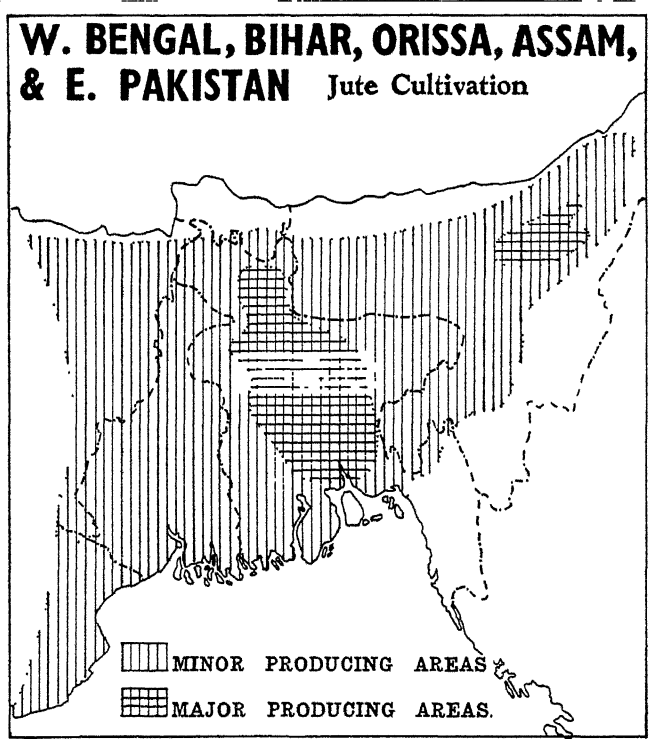 W. BENGAL, BIHAR, ORISSA, ASSAM,
& E. PAKISTAN Jute Cultivation
MINOR PRODUCING AREAS
MAJOR PRODUCING AREAS.